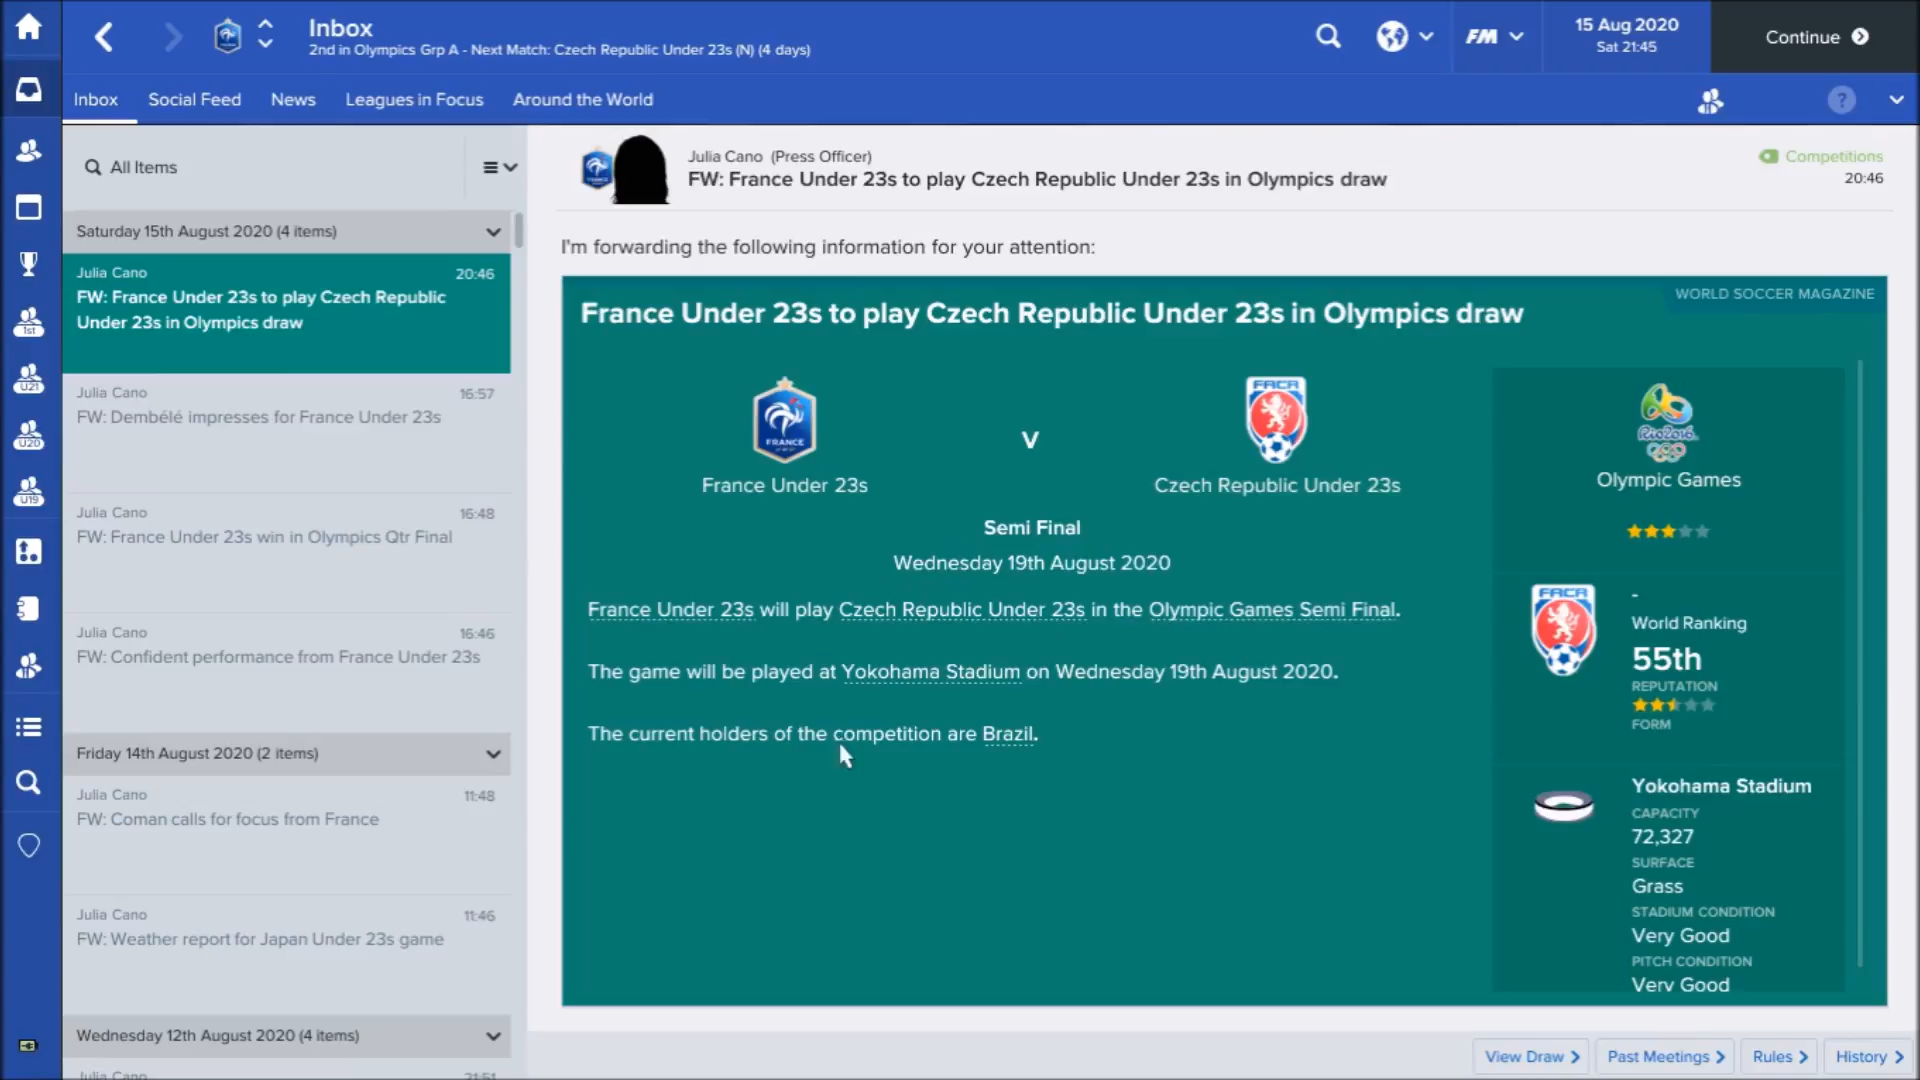 Inbox
2nd in Olympics Grp A - Next Match: Czech Republic Under 23s (N) (4 days)
FM
15 Aug 2020
Sat 21:45
Continue
Inbox
Social Feed
News
Leagues in Focus
Around the World
?
All Items
Saturday 15th August 2020 (4 items)
Julia Cano
20:46
FW: France Under 23s to play Czech Republic
Under 23s in Olympics draw
Julia Cano
16:57
FW: Dembélé impresses for France Under 23s
Julia Cano
16:48
FW: France Under 23s win in Olympics Qtr Final
Julia Cano
16:46
FW: Confident performance from France Under 23s
Friday 14th August 2020 (2 items)
Julia Cano
11:48
FW: Coman calls for focus from France
Julia Cano
11:46
FW: Weather report for Japan Under 23s game
Wednesday 12th August 2020 (4 items)
Julia Cano
21:51
1st
U21
U20
U19
Julia Cano (Press Officer)
FW: France Under 23s to play Czech Republic Under 23s in Olympics draw
Competitions
20:46
I'm forwarding the following information for your attention:
WORLD SOCCER MAGAZINE
France Under 23s to play Czech Republic Under 23s in Olympics draw
FRANCE
France Under 23s
V
FACR
Czech Republic Under 23s
Semi Final
Wednesday 19th August 2020
France Under 23s will play Czech Republic Under 23s in the Olympic Games Semi Final.
The game will be played at Yokohama Stadium on Wednesday 19th August 2020.
The current holders of the competition are Brazil.
Rio2016
Olympic Games
FACR
-
World Ranking
55th
REPUTATION
FORM
Yokohama Stadium
CAPACITY
72,327
SURFACE
Grass
STADIUM CONDITION
Very Good
PITCH CONDITION
Very Good
View Draw
Past Meetings
Rules
History